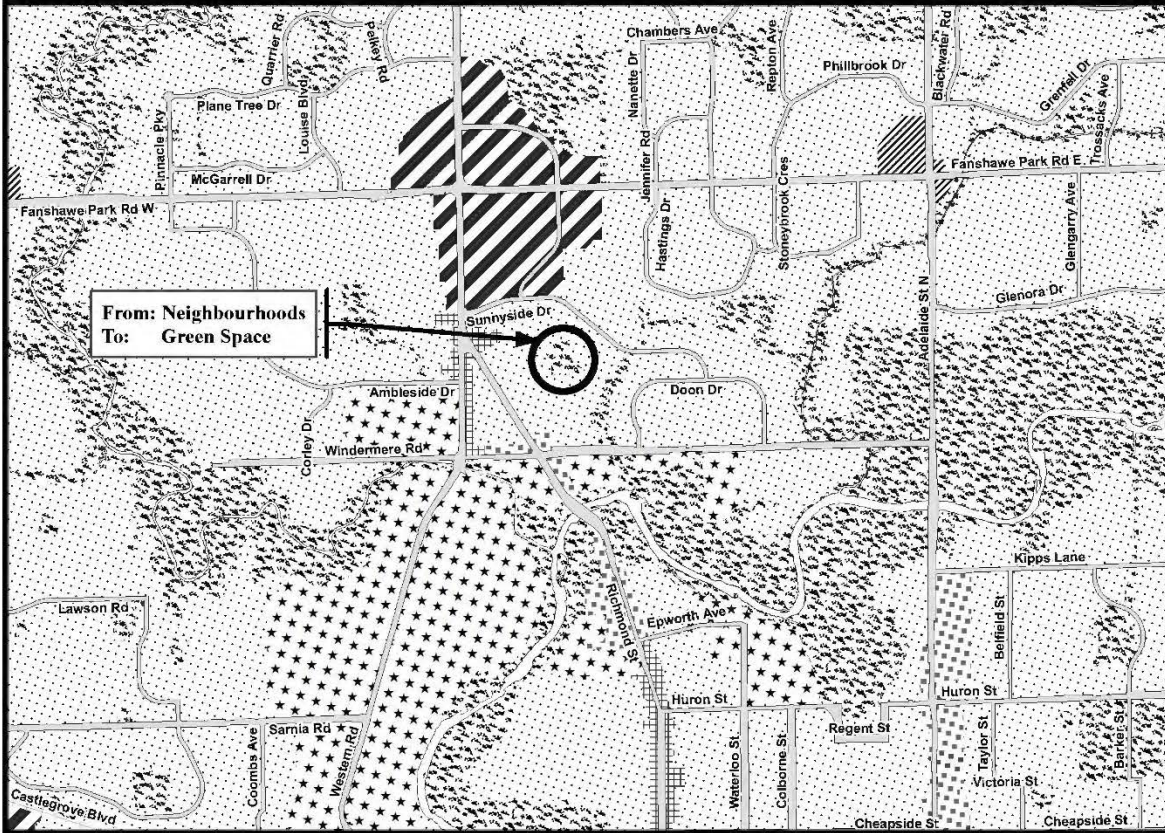 Quarrier Rd
Pelkey Rd
Chambers Ave
Nanette Dr
Repton Ave
Phillbrook Dr
Blackwater Rd
Grenfell Dr
Trossacks Ave
Plane Tree Dr
Louise Blvd
Pinnacle Pky
McGarrell Dr
Jennifer Rd
Fanshawe Park Rd E
Fanshawe Park Rd W
Hastings Dr
Stoneybrook Cres
Glengarry Ave
Glenora Dr
From: Neighbourhoods
To: Green Space
Sunnyside Dr
Adelaide St N
Ambleside Dr
Doon Dr
Corley Dr
Windermere Rd
Kipps Lane
Lawson Rd
Richmond St
Epworth Ave
Belfield St
Huron St
Huron St
Sarnia Rd
Western Rd
Coombs Ave
Waterloo St
Colborne St
Regent St
Taylor St
Barker St
Victoria St
Castlegrove Blvd
Cheapside St
Cheapside St